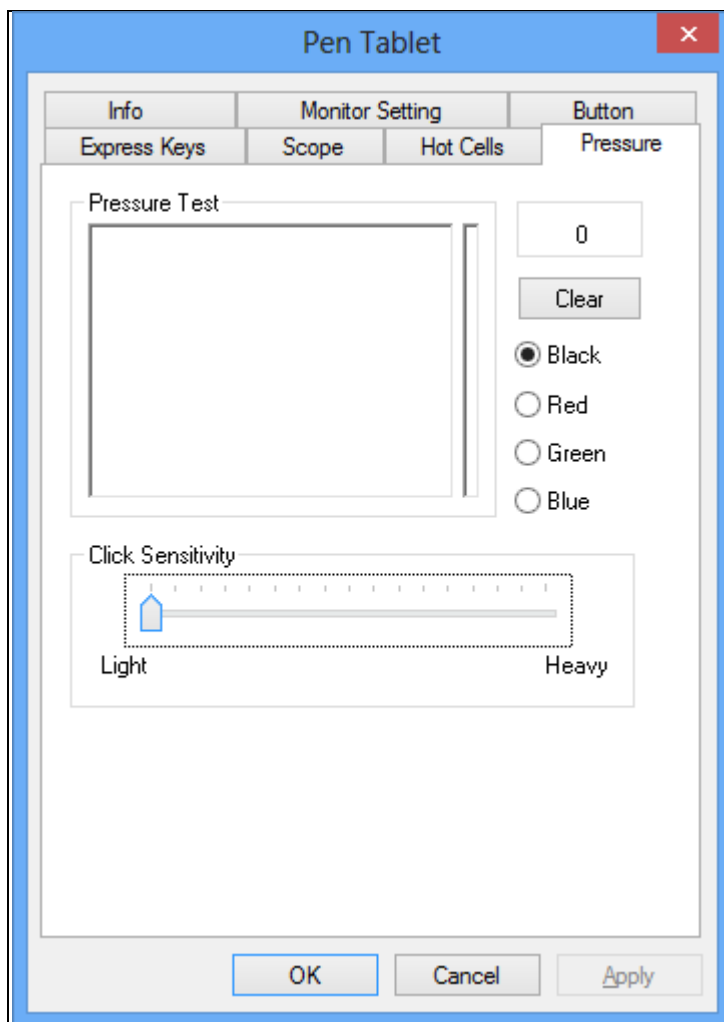 Pen Tablet
Info Monitor Setting Button
Express Keys Scope Hot Cells Pressure
Pressure Test
0
Clear
Black
Red
Green
Blue
Click Sensitivity
Light Heavy
OK Cancel Apply